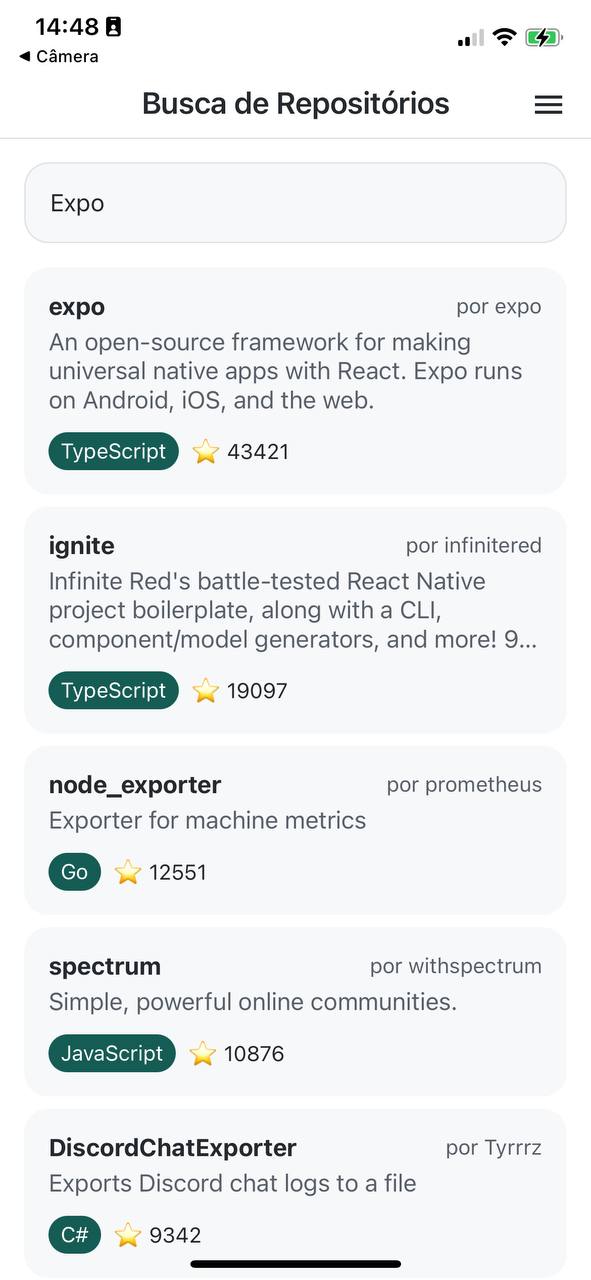 14:48
◀ Câmera
Busca de Repositórios
Expo
expo por expo
An open-source framework for making
universal native apps with React. Expo runs
on Android, iOS, and the web.
TypeScript ⭐ 43421
ignite por infinitered
Infinite Red's battle-tested React Native
project boilerplate, along with a CLI,
component/model generators, and more! 9...
TypeScript ⭐ 19097
node_exporter por prometheus
Exporter for machine metrics
Go ⭐ 12551
spectrum por withspectrum
Simple, powerful online communities.
JavaScript ⭐ 10876
DiscordChatExporter por Tyrrrz
Exports Discord chat logs to a file
C# ⭐ 9342